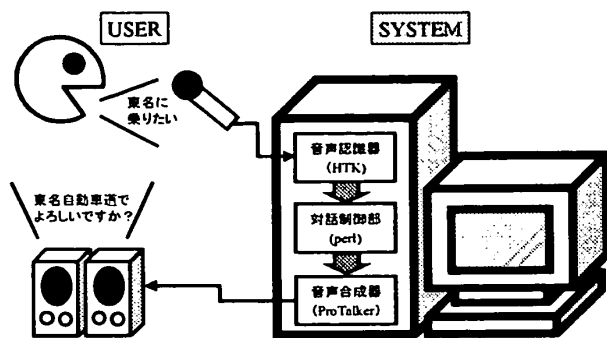 USER
SYSTEM
東名に
乗りたい
音声認識器
(HTK)
対話制御部
(perl)
音声合成器
(ProTalker)
東名自動車道で
よろしいですか?